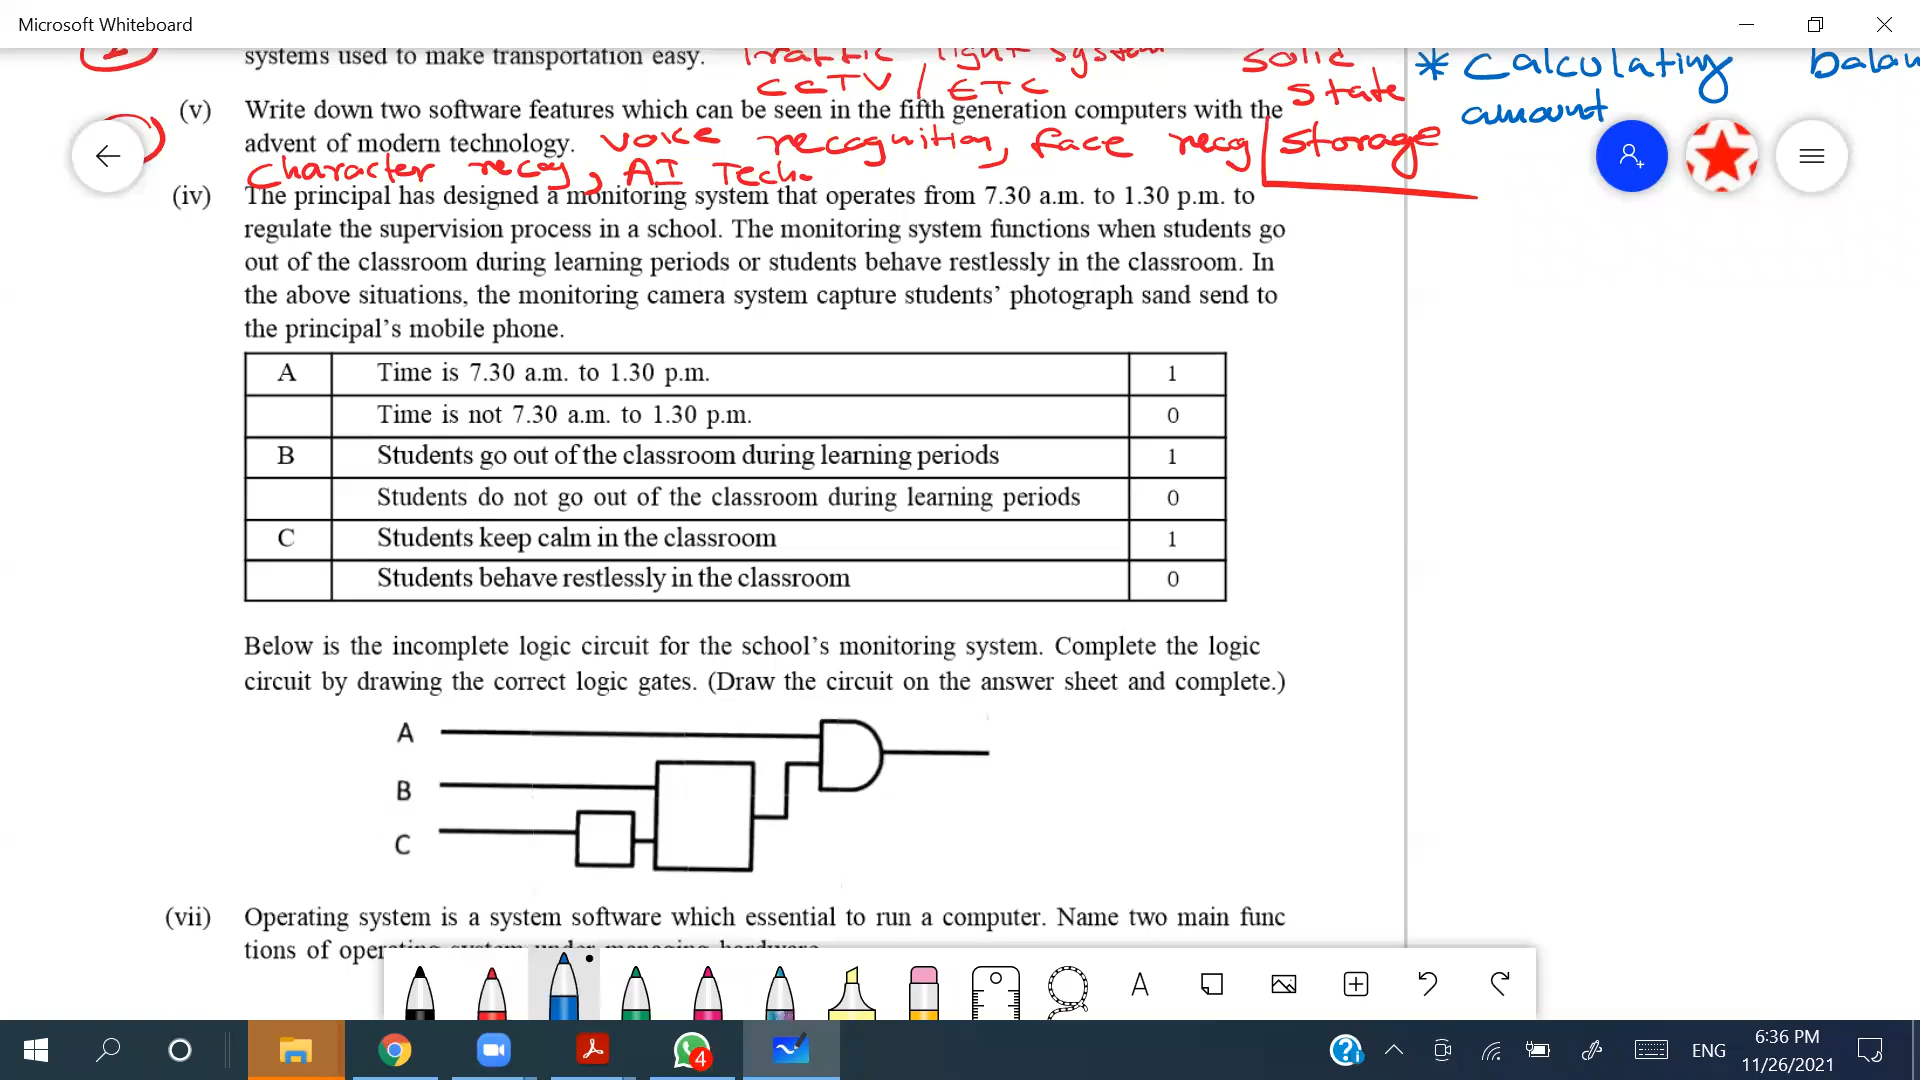 Microsoft Whiteboard
systems used to make transportation easy. Traffic light system
CCTV / ETC
solid
state
storage
* Calculating balan
amount
(v) Write down two software features which can be seen in the fifth generation computers with the
advent of modern technology. voice recognition, face recog
character recog, AI Tech.
(iv) The principal has designed a monitoring system that operates from 7.30 a.m. to 1.30 p.m. to
regulate the supervision process in a school. The monitoring system functions when students go
out of the classroom during learning periods or students behave restlessly in the classroom. In
the above situations, the monitoring camera system capture students’ photograph sand send to
the principal’s mobile phone.
A Time is 7.30 a.m. to 1.30 p.m. 1
Time is not 7.30 a.m. to 1.30 p.m. 0
B Students go out of the classroom during learning periods 1
Students do not go out of the classroom during learning periods 0
C Students keep calm in the classroom 1
Students behave restlessly in the classroom 0
Below is the incomplete logic circuit for the school’s monitoring system. Complete the logic
circuit by drawing the correct logic gates. (Draw the circuit on the answer sheet and complete.)
A
B
C
(vii) Operating system is a system software which essential to run a computer. Name two main func
tions of operating system under managing hardware.
A
4
ENG
6:36 PM
11/26/2021